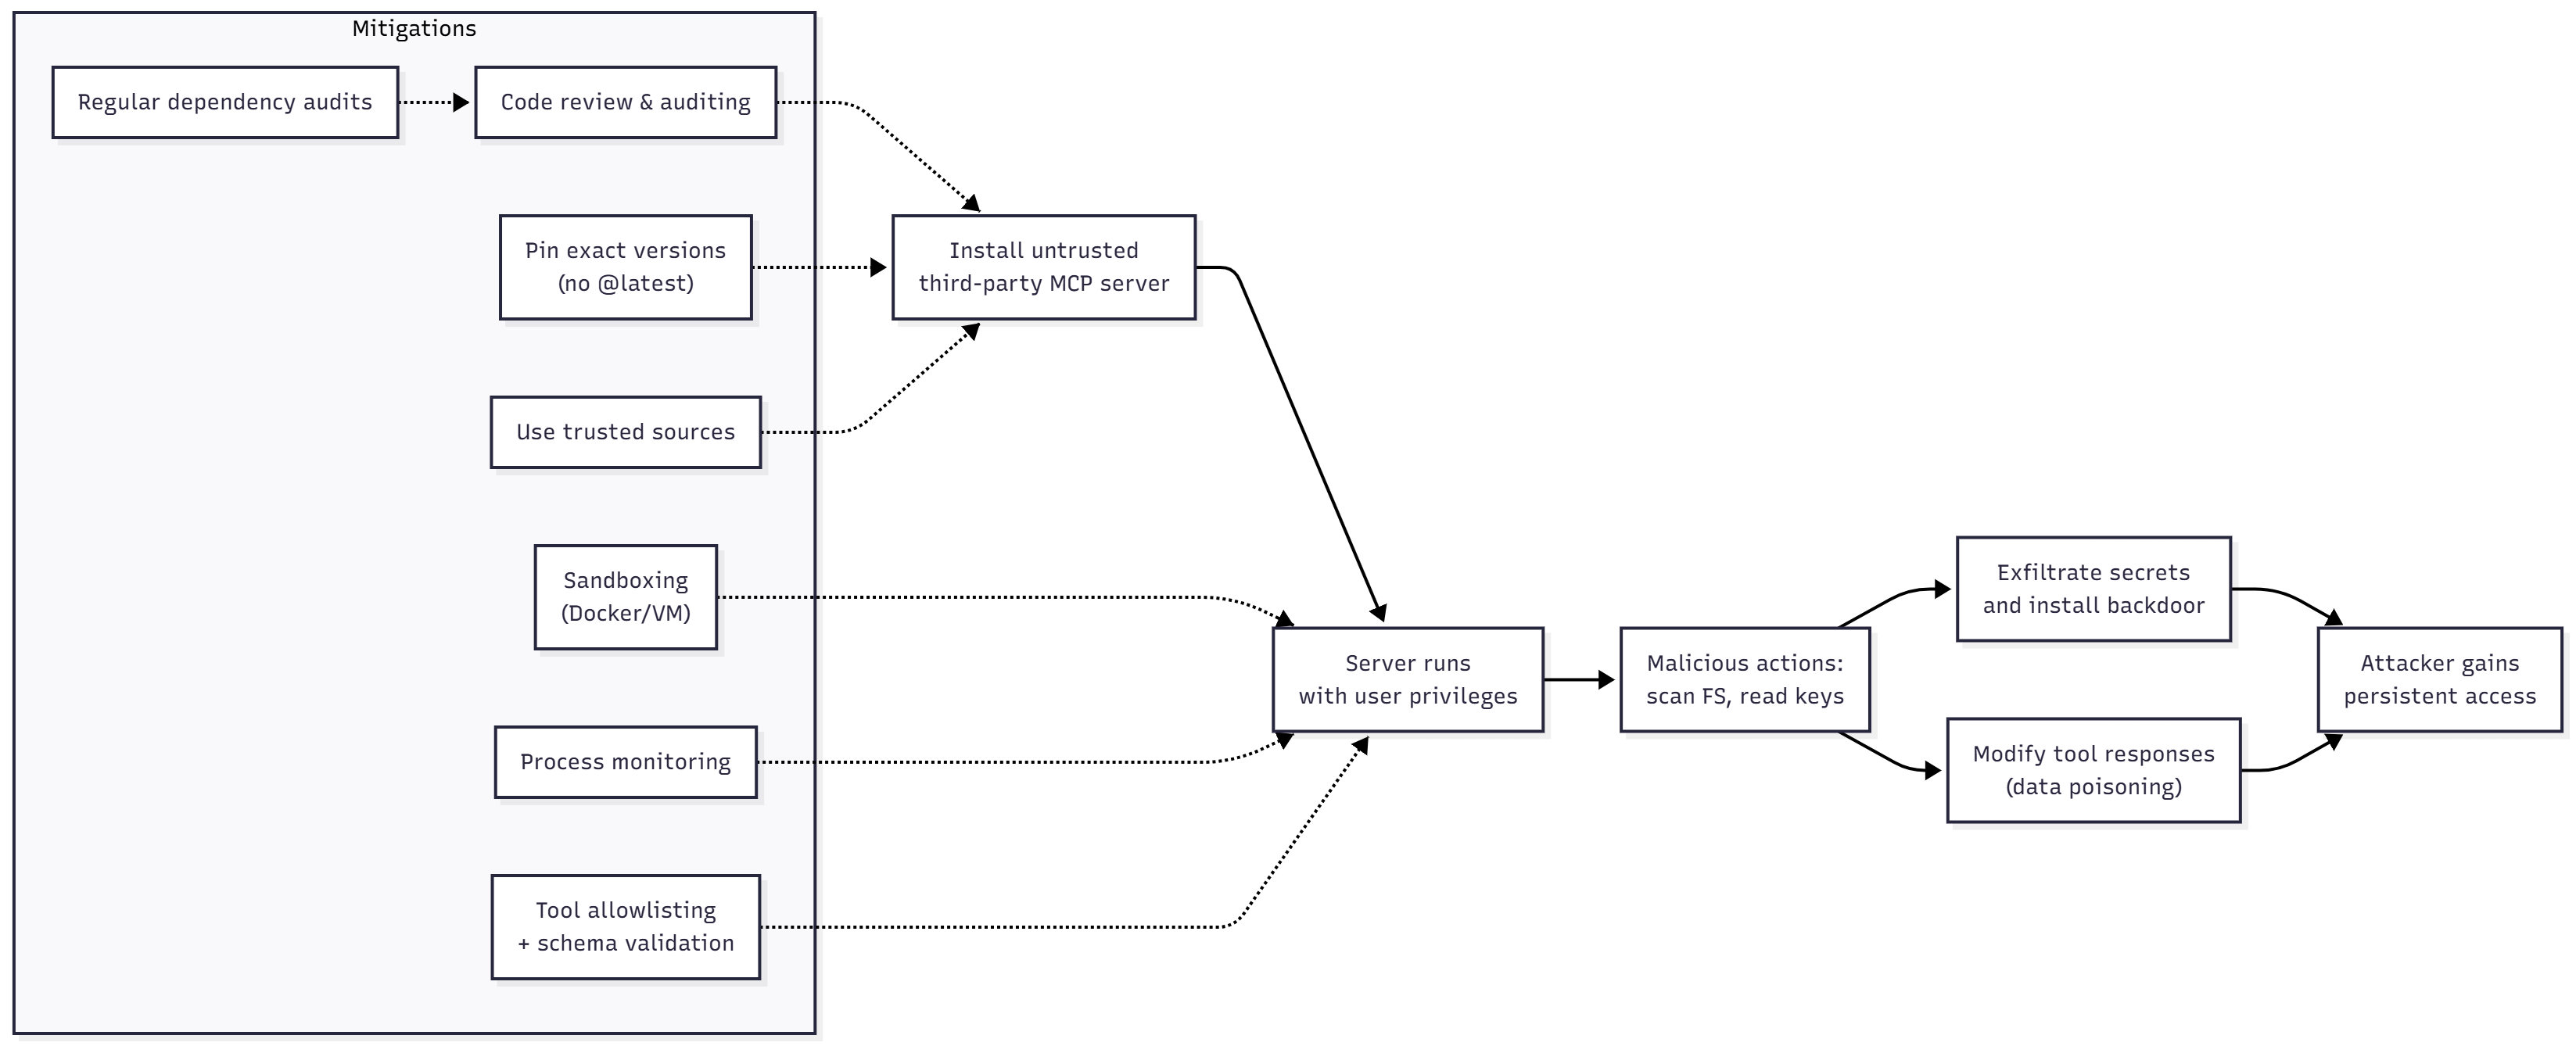 Mitigations
Regular dependency audits
Code review & auditing
Pin exact versions
(no @latest)
Install untrusted
third-party MCP server
Use trusted sources
Sandboxing
(Docker/VM)
Process monitoring
Tool allowlisting
+ schema validation
Server runs
with user privileges
Malicious actions:
scan FS, read keys
Exfiltrate secrets
and install backdoor
Modify tool responses
(data poisoning)
Attacker gains
persistent access